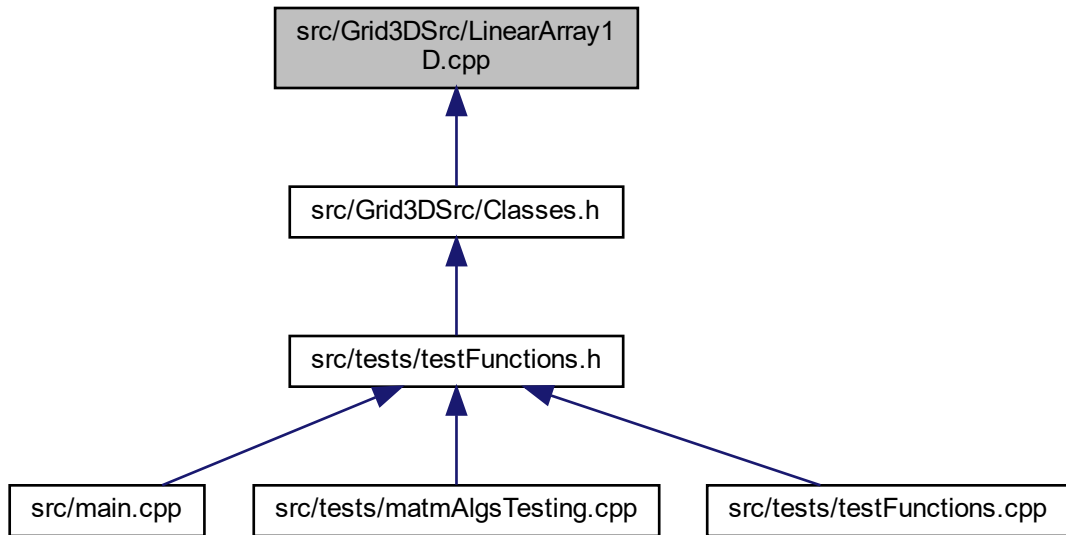 src/Grid3DSrc/LinearArray1
D.cpp
src/Grid3DSrc/Classes.h
src/tests/testFunctions.h
src/main.cpp
src/tests/matmAlgsTesting.cpp
src/tests/testFunctions.cpp